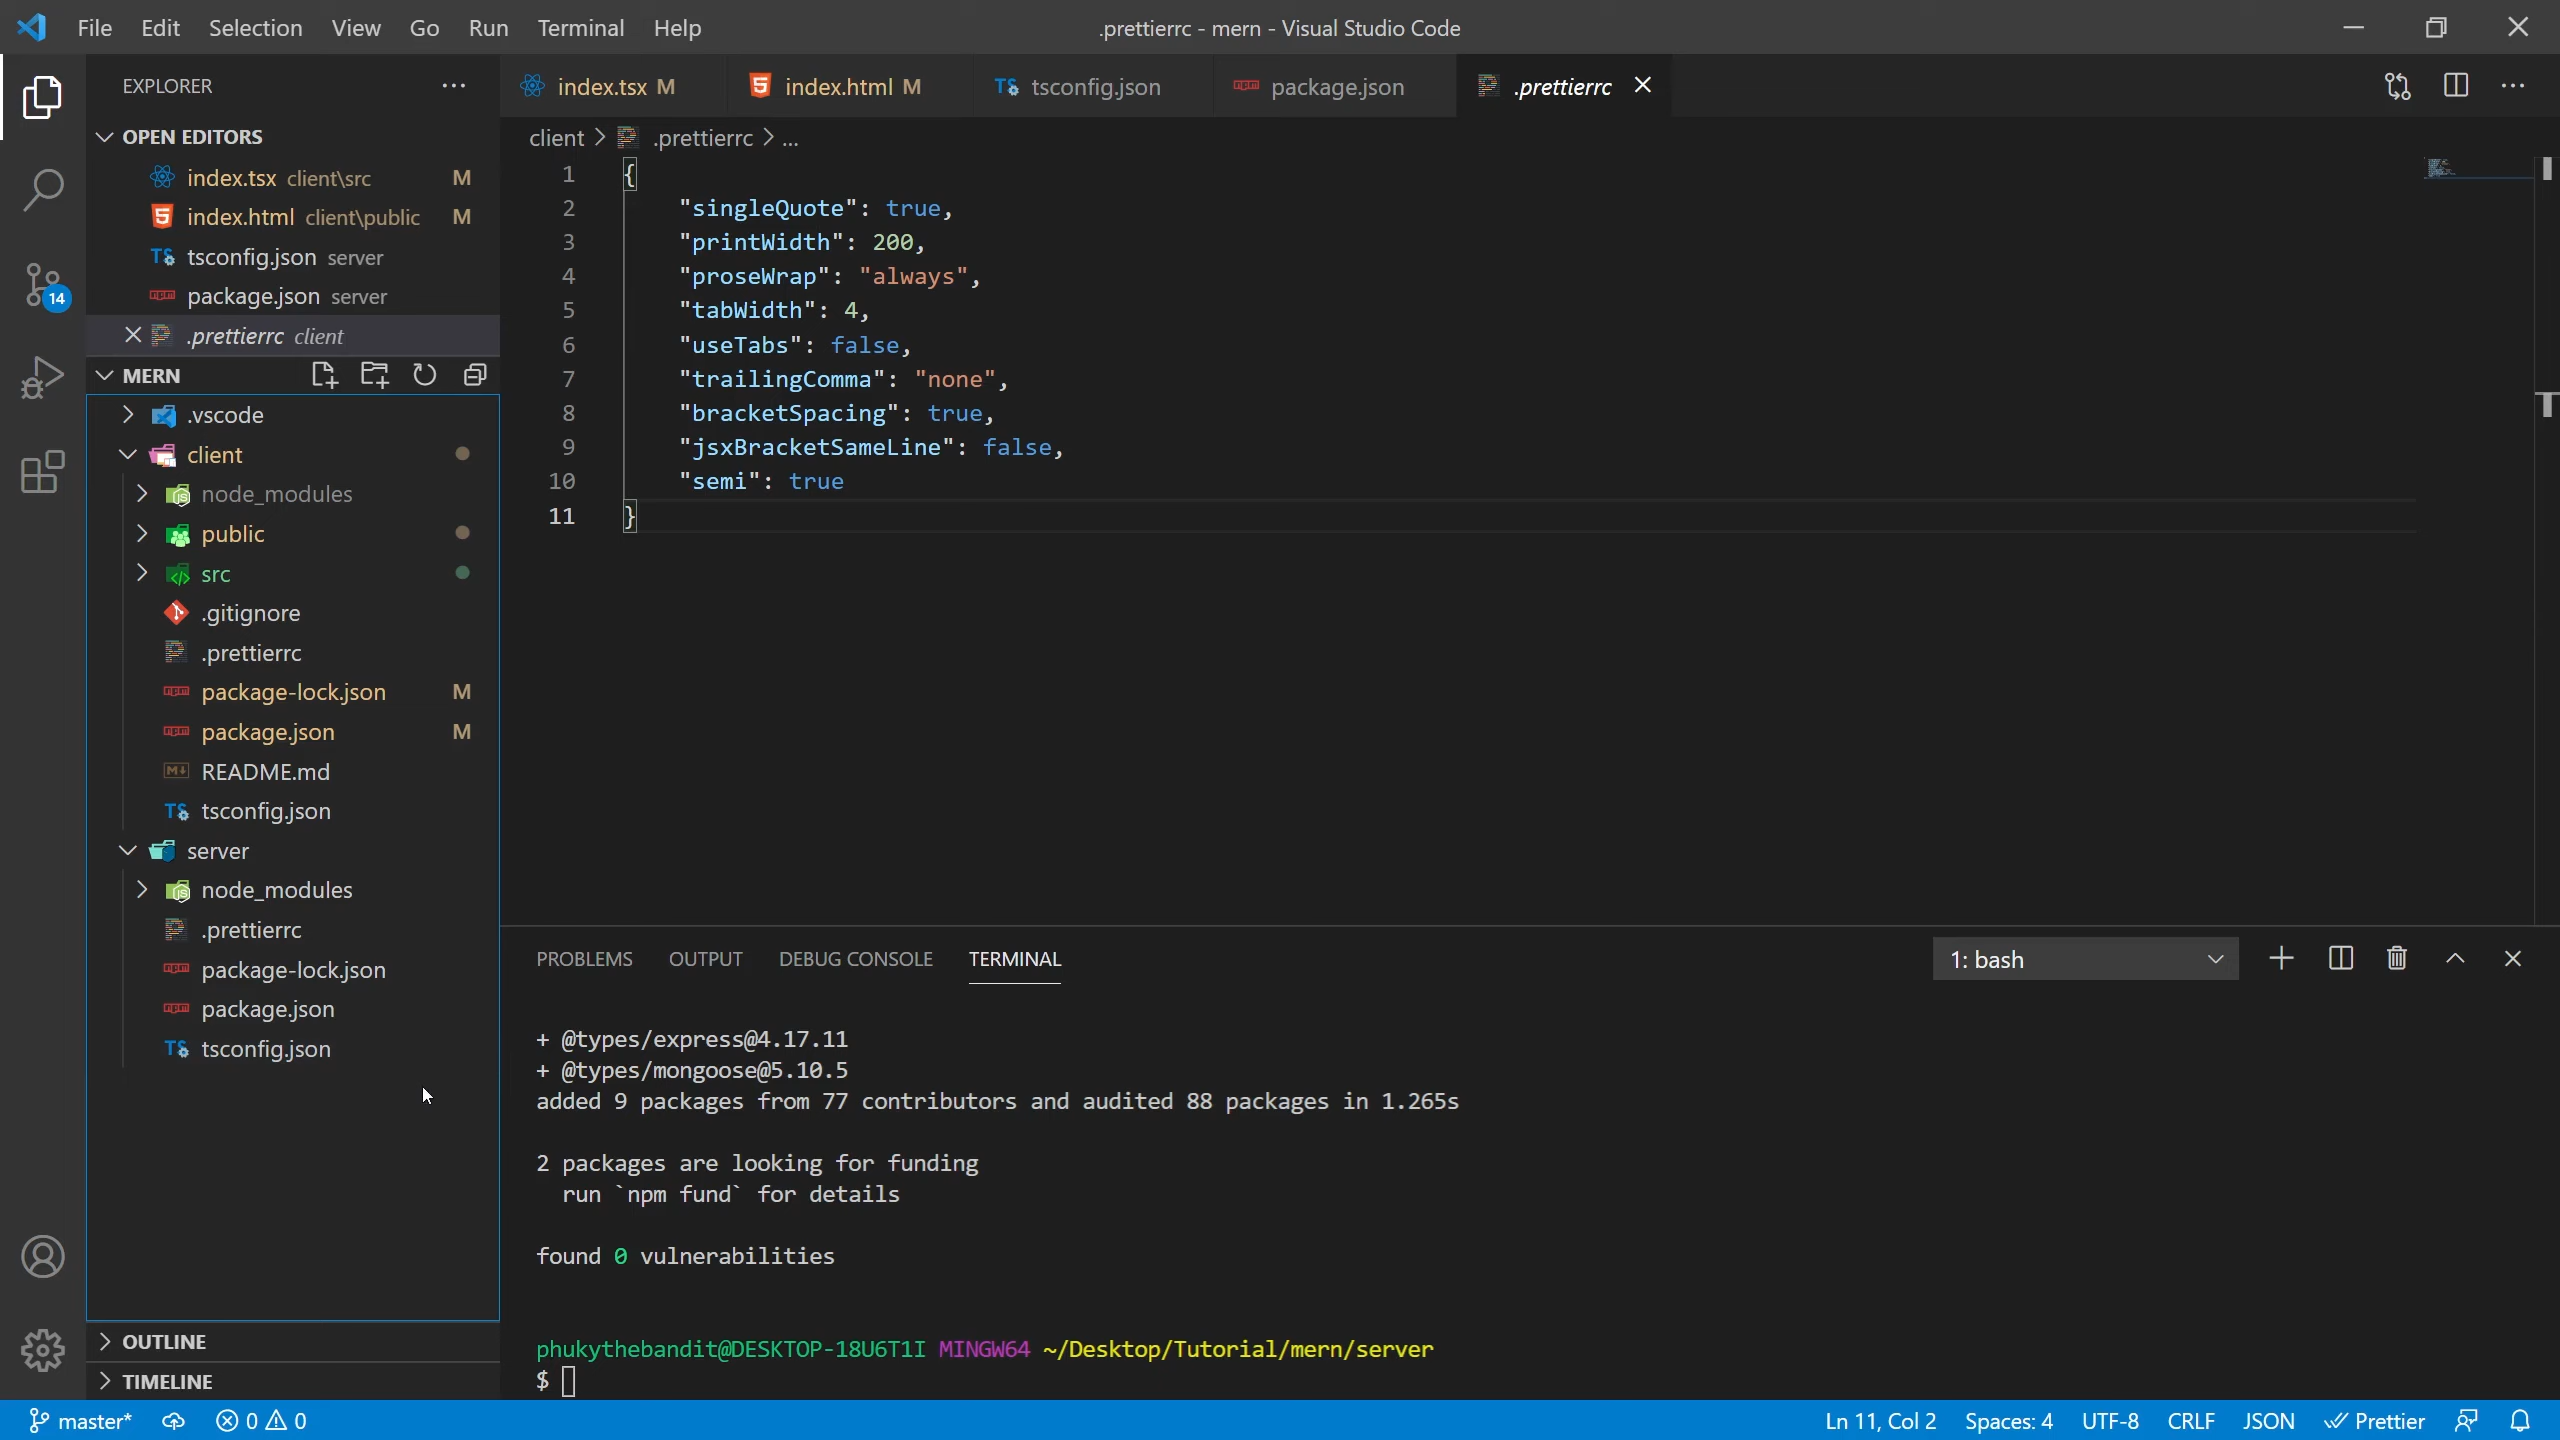 File Edit Selection View Go Run Terminal Help
.prettierrc - mern - Visual Studio Code
EXPLORER
OPEN EDITORS
index.tsx client\src M
index.html client\public M
tsconfig.json server
package.json server
.prettierrc client
MERN
.vscode
client
node_modules
public
src
.gitignore
.prettierrc
package-lock.json M
package.json M
README.md
tsconfig.json
server
node_modules
.prettierrc
package-lock.json
package.json
tsconfig.json
OUTLINE
TIMELINE
14
index.tsx M
index.html M
tsconfig.json
package.json
.prettierrc
client > .prettierrc > ...
1 {
2 "singleQuote": true,
3 "printWidth": 200,
4 "proseWrap": "always",
5 "tabWidth": 4,
6 "useTabs": false,
7 "trailingComma": "none",
8 "bracketSpacing": true,
9 "jsxBracketSameLine": false,
10 "semi": true
11 }
PROBLEMS OUTPUT DEBUG CONSOLE TERMINAL
1: bash
+ @types/express@4.17.11
+ @types/mongoose@5.10.5
added 9 packages from 77 contributors and audited 88 packages in 1.265s
2 packages are looking for funding
run `npm fund` for details
found 0 vulnerabilities
phukythebandit@DESKTOP-18U6T1I MINGW64 ~/Desktop/Tutorial/mern/server
$
master* 0 0
Ln 11, Col 2 Spaces: 4 UTF-8 CRLF JSON Prettier